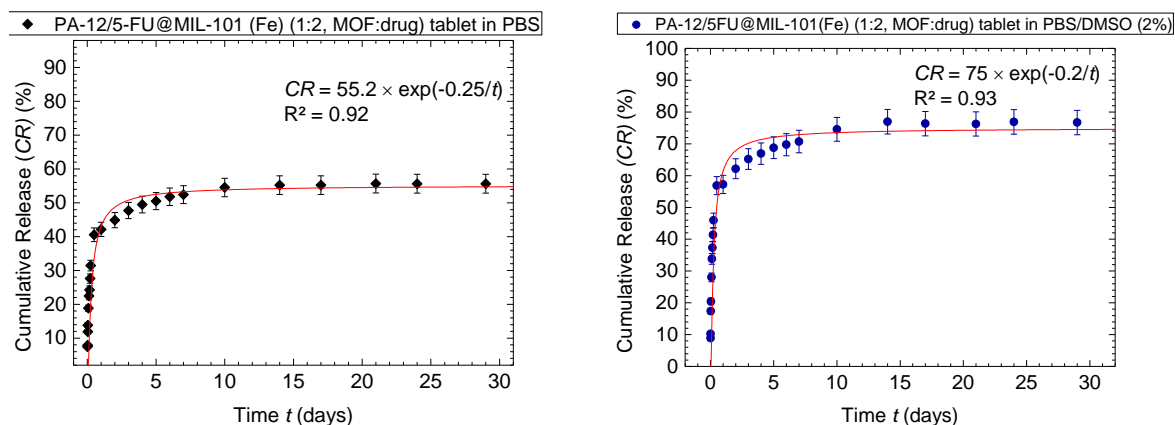 PA-12/5-FU@MIL-101 (Fe) (1:2, MOF:drug) tablet in PBS
CR = 55.2 × exp(-0.25/t)
R² = 0.92
Cumulative Release (CR) (%)
90
80
70
60
50
40
30
20
10
0 5 10 15 20 25 30
Time t (days)
PA-12/5FU@MIL-101(Fe) (1:2, MOF:drug) tablet in PBS/DMSO (2%)
CR = 75 × exp(-0.2/t)
R² = 0.93
Cumulative Release (CR) (%)
100
90
80
70
60
50
40
30
20
10
0
0 5 10 15 20 25 30
Time t (days)